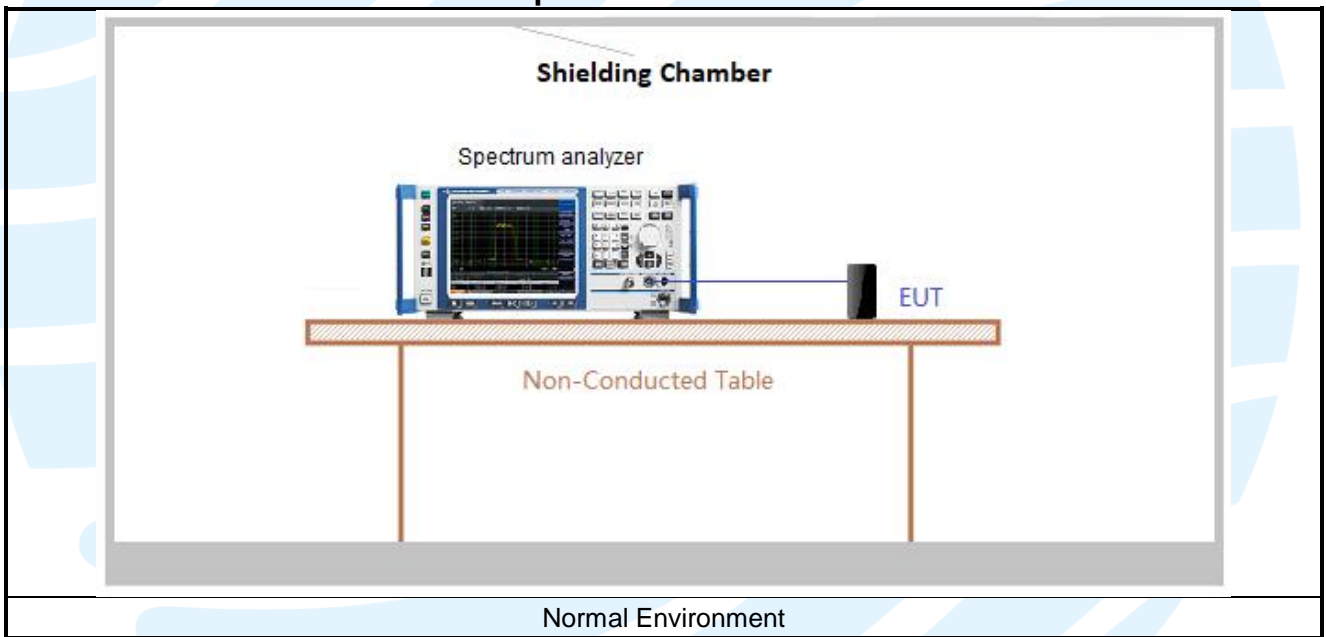 Shielding Chamber
Spectrum analyzer
EUT
Non-Conducted Table
Normal Environment